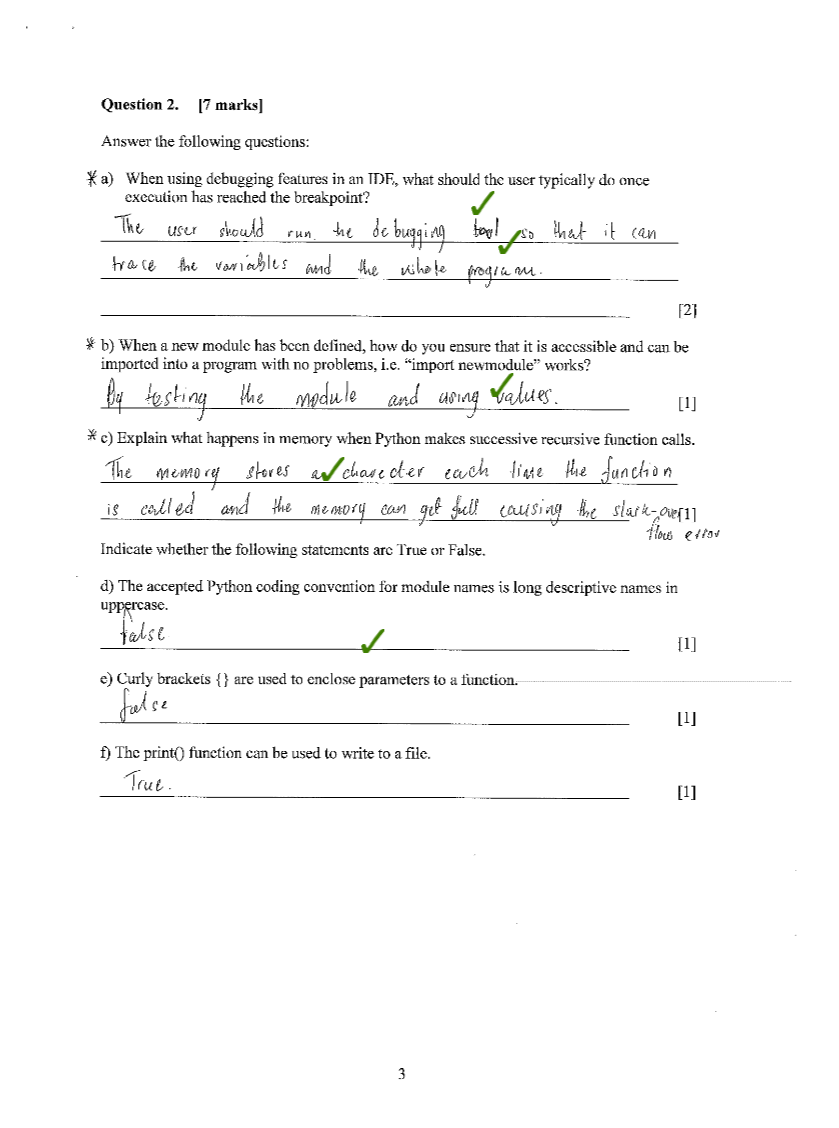 Question 2. [7 marks]
Answer the following questions:
* a) When using debugging features in an IDE, what should the user typically do once
execution has reached the breakpoint?
The user should run the debugging tool so that it can
trace the variables and the whole program.
[2]
* b) When a new module has been defined, how do you ensure that it is accessible and can be
imported into a program with no problems, i.e. “import newmodule” works?
By testing the module and using values.
[1]
* c) Explain what happens in memory when Python makes successive recursive function calls.
The memory stores a charecter each time the function
is called and the memory can get full causing the stack-over [1]
flow error
Indicate whether the following statements are True or False.
d) The accepted Python coding convention for module names is long descriptive names in
uppercase.
false
[1]
e) Curly brackets {} are used to enclose parameters to a function.
false
[1]
f) The print() function can be used to write to a file.
True.
[1]
3